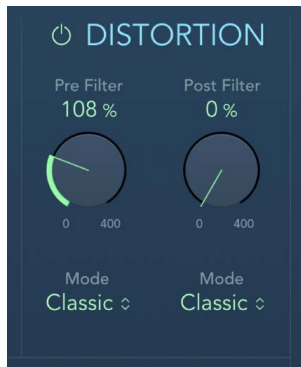 DISTORTION
Pre Filter Post Filter
108 % 0 %
0 400 0 400
Mode Mode
Classic Classic